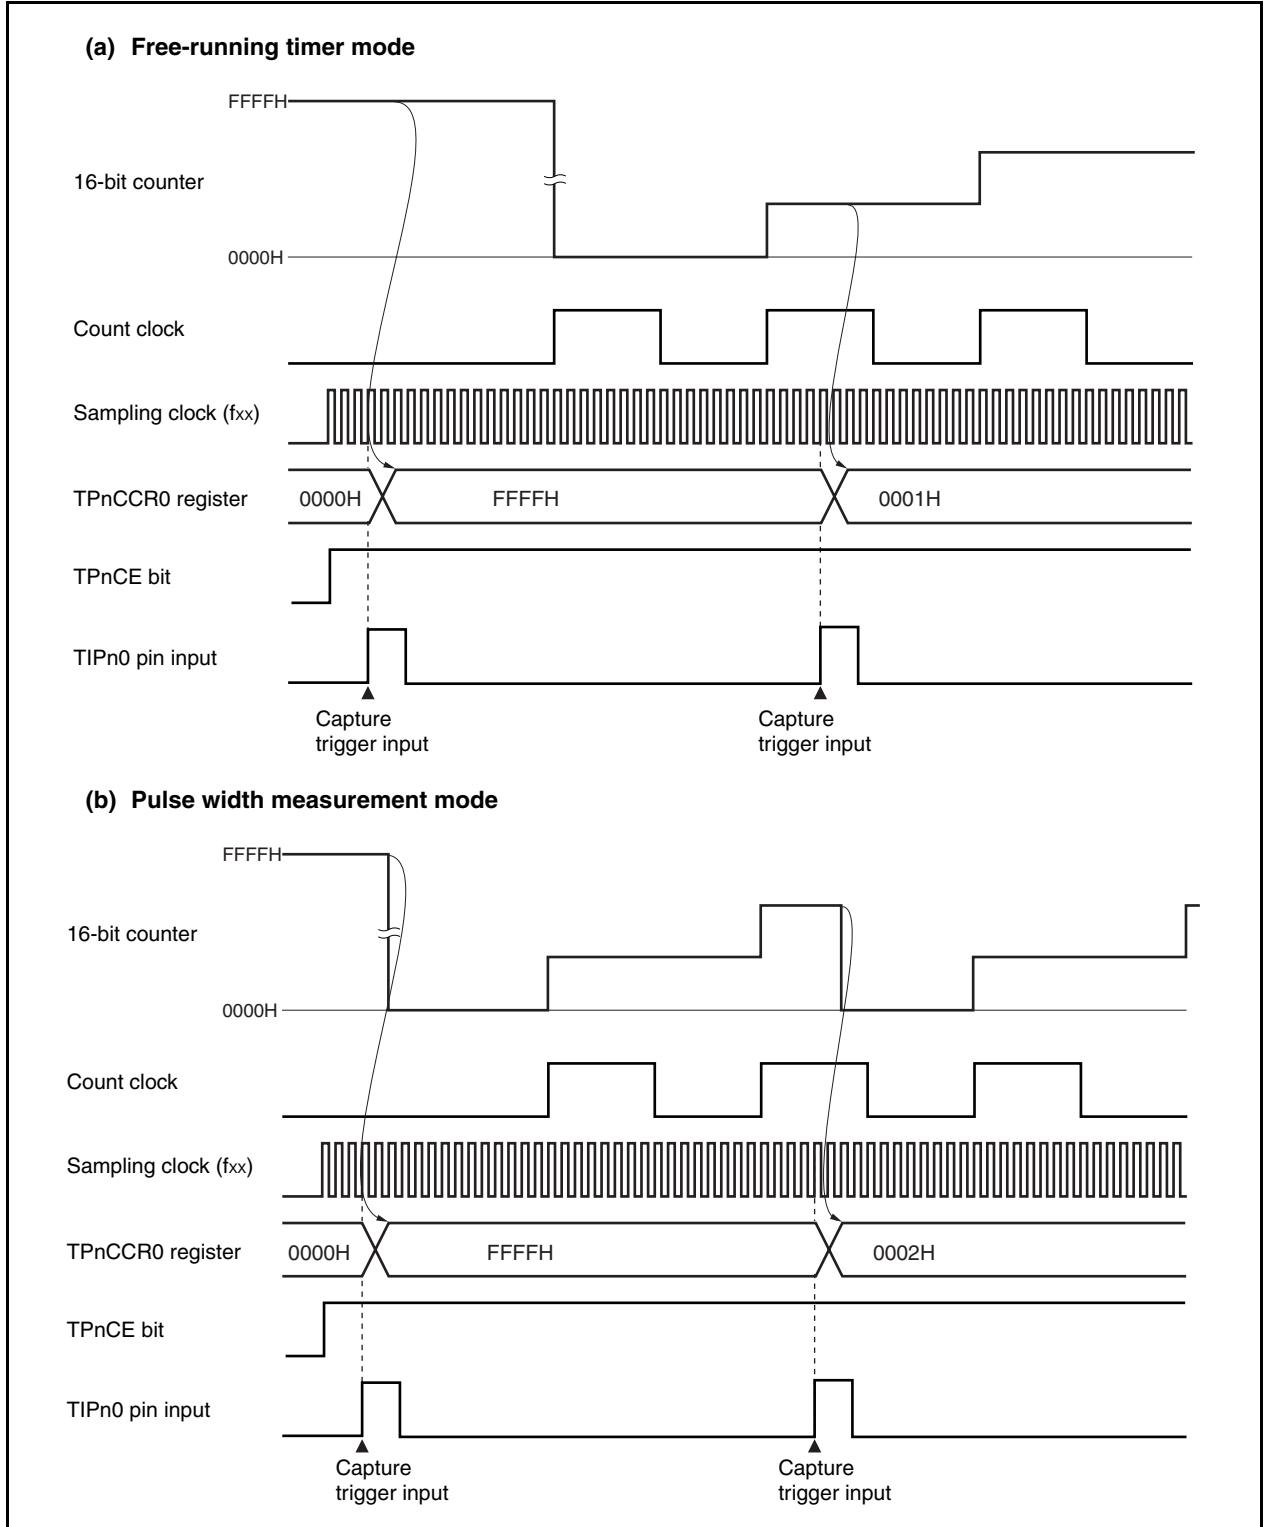 (a) Free-running timer mode
FFFFH
16-bit counter
0000H
Count clock
Sampling clock (fxx)
TPnCCR0 register
0000H
FFFFH
0001H
TPnCE bit
TIPn0 pin input
Capture
trigger input
Capture
trigger input
(b) Pulse width measurement mode
FFFFH
16-bit counter
0000H
Count clock
Sampling clock (fxx)
TPnCCR0 register
0000H
FFFFH
0002H
TPnCE bit
TIPn0 pin input
Capture
trigger input
Capture
trigger input